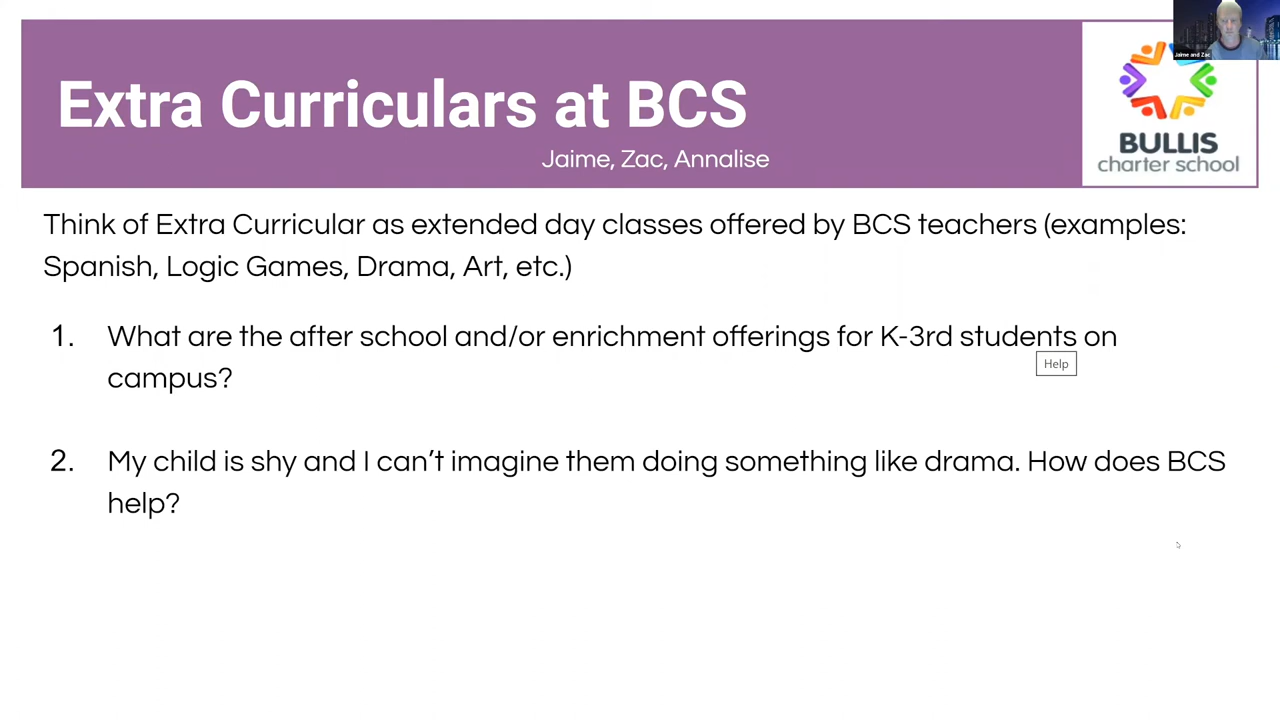 Extra Curriculars at BCS
Jaime, Zac, Annalise
Jaime and Zac
BULLIS
charter school
Think of Extra Curricular as extended day classes offered by BCS teachers (examples:
Spanish, Logic Games, Drama, Art, etc.)
1. What are the after school and/or enrichment offerings for K-3rd students on
campus?
Help
2. My child is shy and I can't imagine them doing something like drama. How does BCS
help?